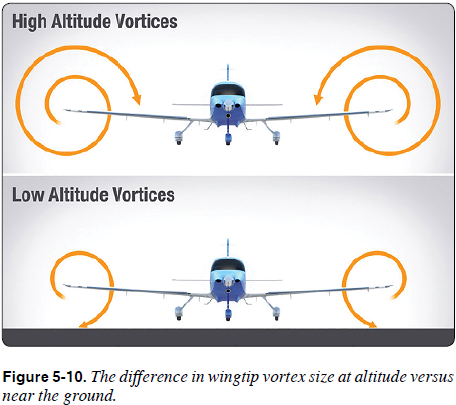 High Altitude Vortices
Low Altitude Vortices
Figure 5-10. The difference in wingtip vortex size at altitude versus
near the ground.